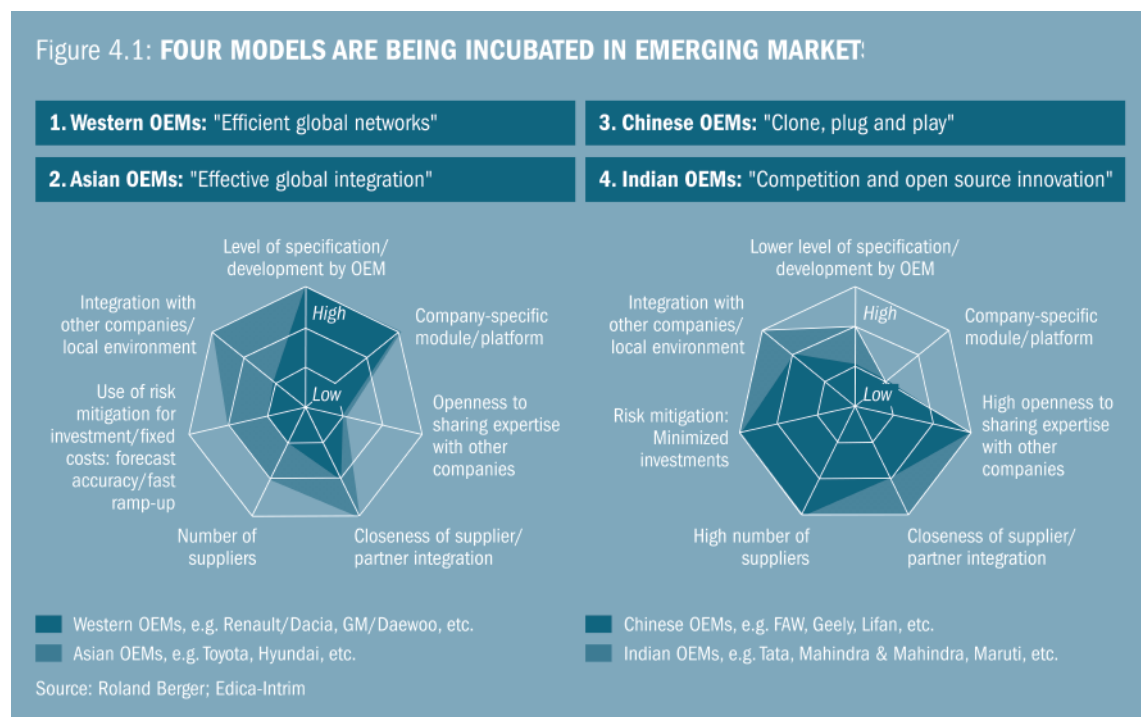 Figure 4.1: FOUR MODELS ARE BEING INCUBATED IN EMERGING MARKET
1. Western OEMs: "Efficient global networks"
2. Asian OEMs: "Effective global integration"
3. Chinese OEMs: "Clone, plug and play"
4. Indian OEMs: "Competition and open source innovation"
Level of specification/
development by OEM
Integration with
other companies/
local environment
High
Company-specific
module/platform
Use of risk
mitigation for
investment/fixed
costs: forecast
accuracy/fast
ramp-up
Low
Openness to
sharing expertise
with other
companies
Number of
suppliers
Closeness of supplier/
partner integration
Western OEMs, e.g. Renault/Dacia, GM/Daewoo, etc.
Asian OEMs, e.g. Toyota, Hyundai, etc.
Lower level of specification/
development by OEM
Integration with
other companies/
local environment
High
Company-specific
module/platform
Risk mitigation:
Minimized
investments
Low
High openness to
sharing expertise
with other
companies
High number of
suppliers
Closeness of supplier/
partner integration
Chinese OEMs, e.g. FAW, Geely, Lifan, etc.
Indian OEMs, e.g. Tata, Mahindra & Mahindra, Maruti, etc.
Source: Roland Berger; Edica-Intrim